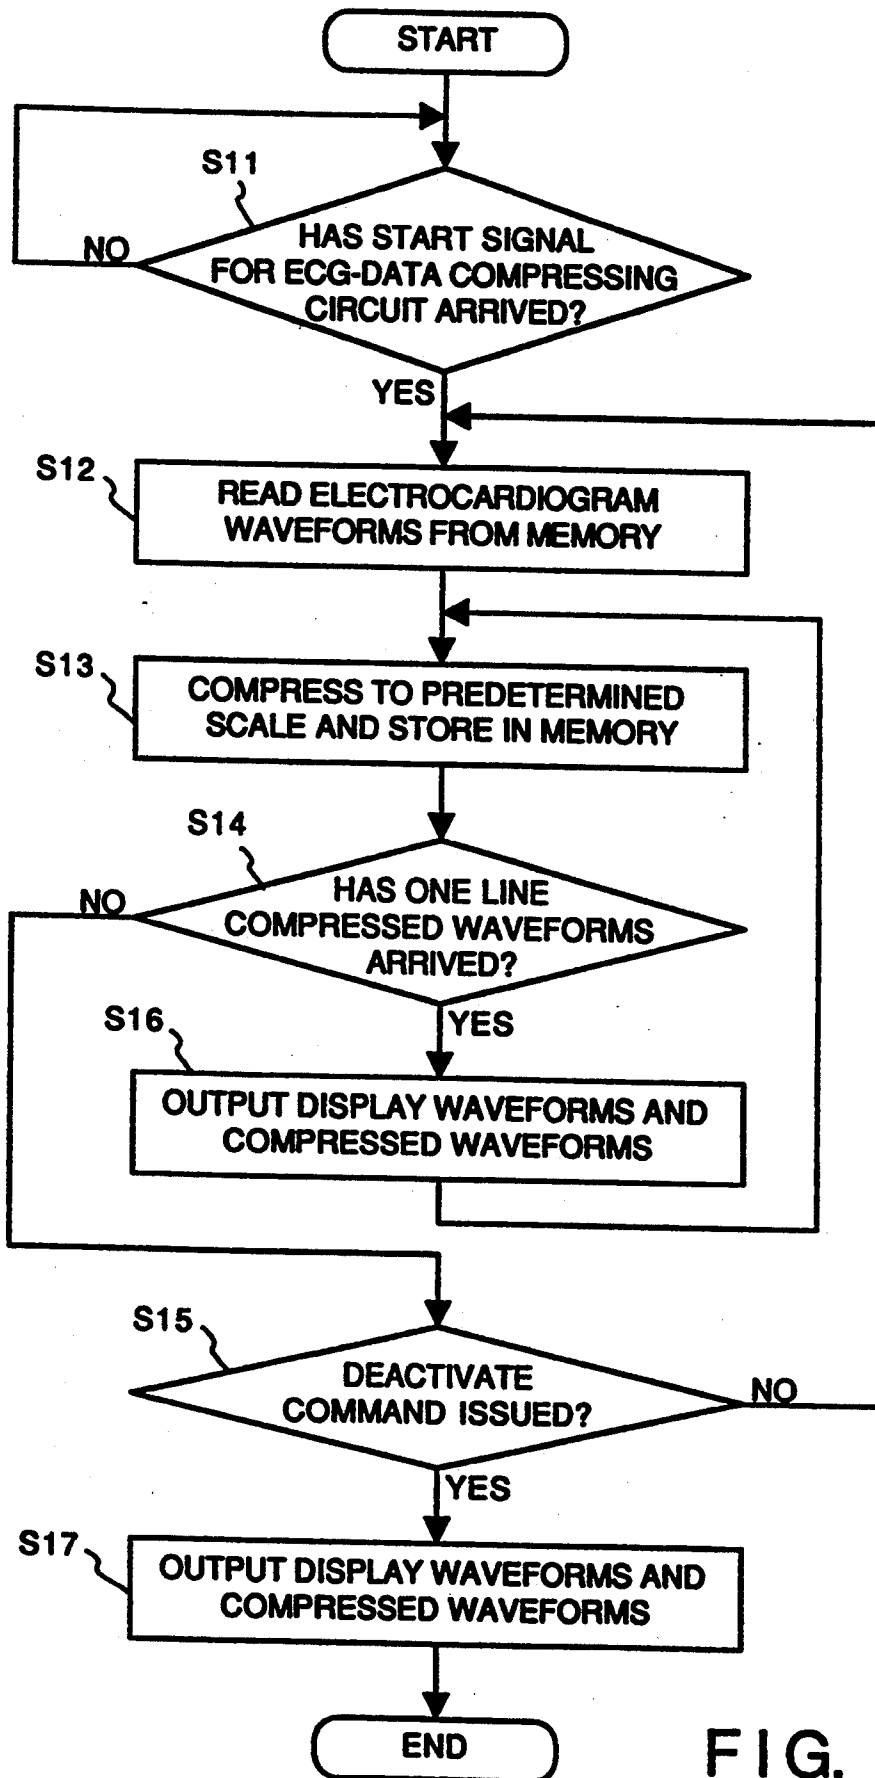 START
S11
HAS START SIGNAL
FOR ECG-DATA COMPRESSING
CIRCUIT ARRIVED?
NO
YES
S12
READ ELECTROCARDIOGRAM
WAVEFORMS FROM MEMORY
S13
COMPRESS TO PREDETERMINED
SCALE AND STORE IN MEMORY
S14
HAS ONE LINE
COMPRESSED WAVEFORMS
ARRIVED?
NO
YES
S16
OUTPUT DISPLAY WAVEFORMS AND
COMPRESSED WAVEFORMS
S15
DEACTIVATE
COMMAND ISSUED?
NO
YES
S17
OUTPUT DISPLAY WAVEFORMS AND
COMPRESSED WAVEFORMS
END
FIG.